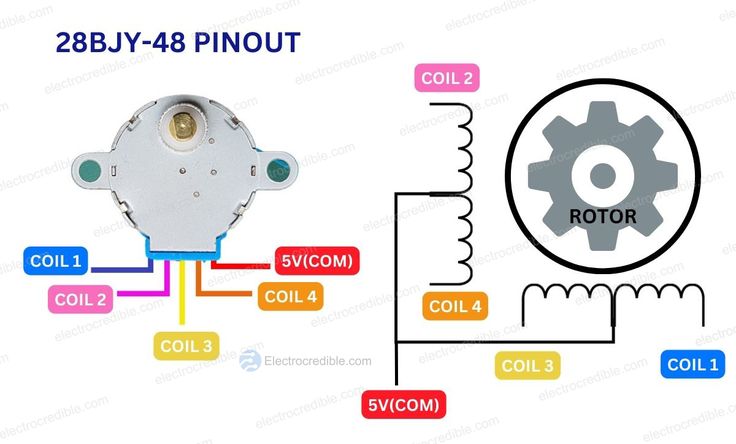 28BJY-48 PINOUT
COIL 2
ROTOR
COIL 1
5V(COM)
COIL 2
COIL 4
COIL 4
COIL 3
Electrocredible.com
COIL 3
COIL 1
5V(COM)
electrocredible.com